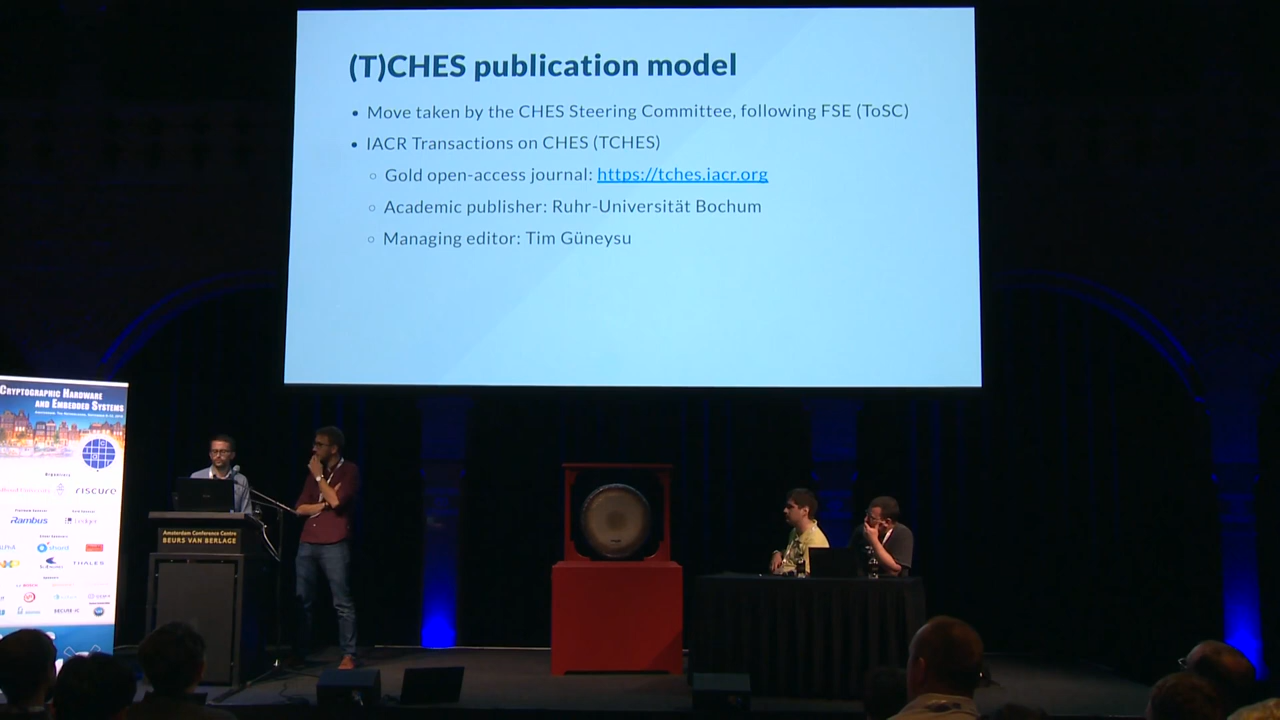 (T)CHES publication model
• Move taken by the CHES Steering Committee, following FSE (ToSC)
• IACR Transactions on CHES (TCHES)
○ Gold open-access journal: https://tches.iacr.org
○ Academic publisher: Ruhr-Universität Bochum
○ Managing editor: Tim Güneysu
CRYPTOGRAPHIC HARDWARE
AND EMBEDDED SYSTEMS
riscure
Rambus
THALES
SECURE-IC
Amsterdam Conference Centre
BEURS VAN BERLAGE